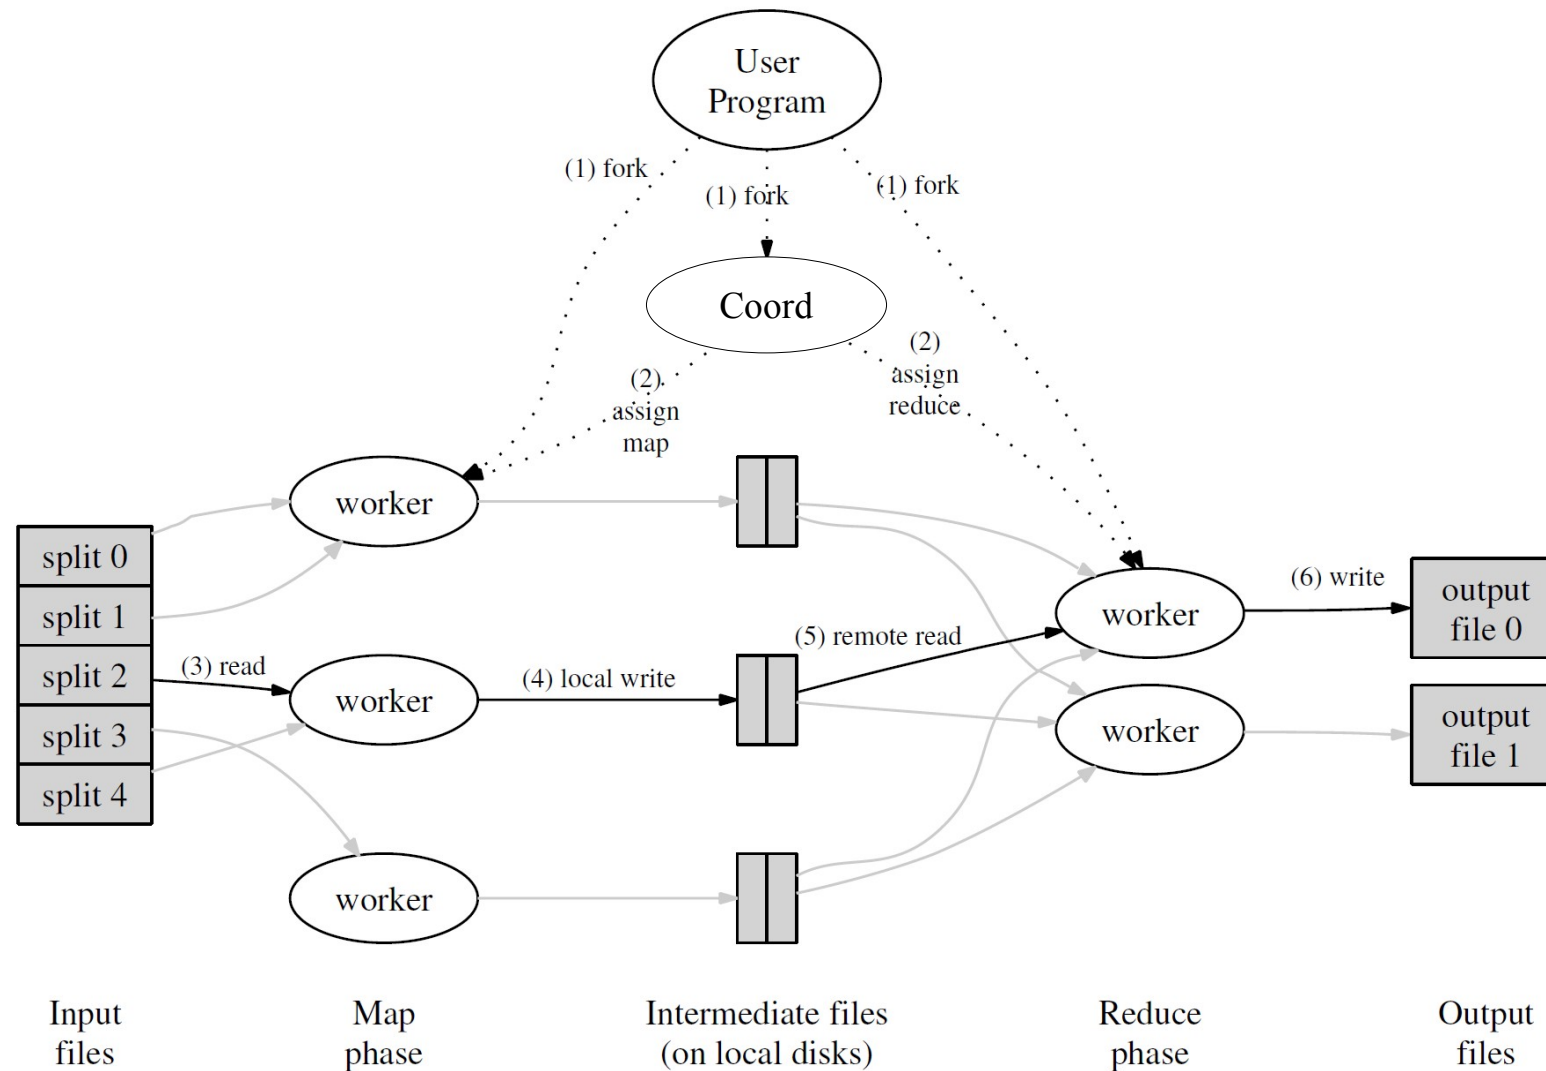 User
Program
(1) fork
(1) fork
(1) fork
Coord
(2)
assign
map
(2)
assign
reduce
split 0
split 1
split 2
split 3
split 4
(3) read
worker
worker
worker
(4) local write
(5) remote read
worker
worker
(6) write
output
file 0
output
file 1
Input
files
Map
phase
Intermediate files
(on local disks)
Reduce
phase
Output
files